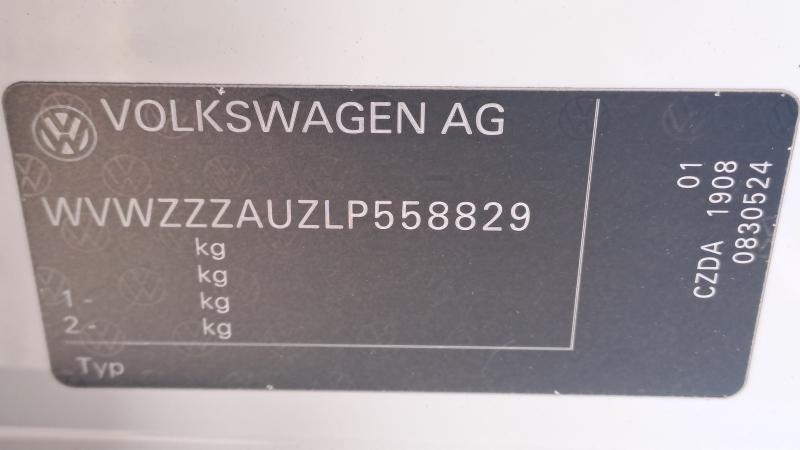 VOLKSWAGEN AG
WVWZZZAUZLP558829
kg
kg
1 - kg
2 - kg
Typ
01
CZDA 1908
0830524